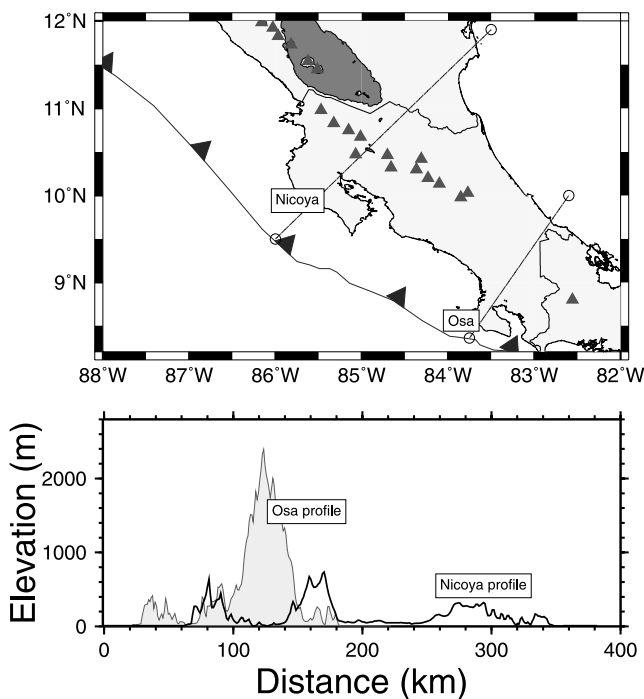 12°N
11°N
10°N
9°N
Nicoya
Osa
88°W 87°W 86°W 85°W 84°W 83°W 82°W
Elevation (m)
2000
1000
0
Osa profile
Nicoya profile
0 100 200 300 400
Distance (km)